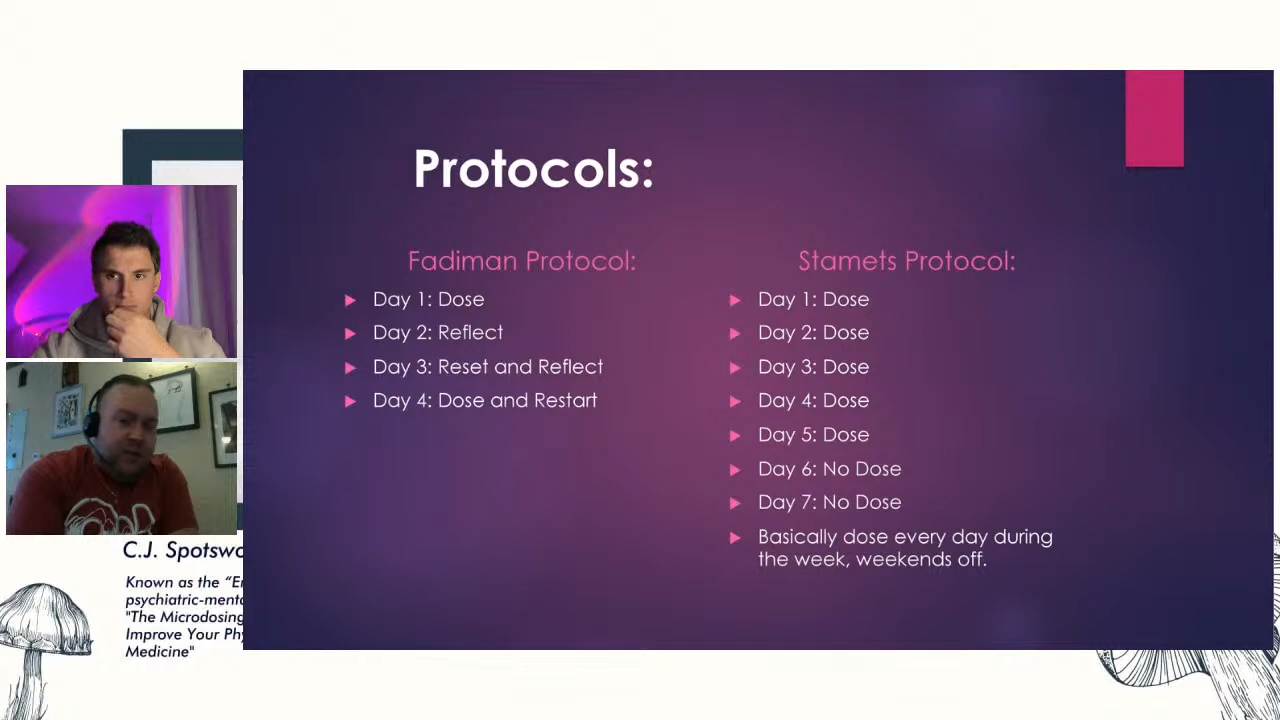 Protocols:
Fadiman Protocol:
Day 1: Dose
Day 2: Reflect
Day 3: Reset and Reflect
Day 4: Dose and Restart
Stamets Protocol:
Day 1: Dose
Day 2: Dose
Day 3: Dose
Day 4: Dose
Day 5: Dose
Day 6: No Dose
Day 7: No Dose
Basically dose every day during
the week, weekends off.
C.J. Spotswo
Known as the “E
psychiatric-menta
"The Microdosing
Improve Your Phy
Medicine"